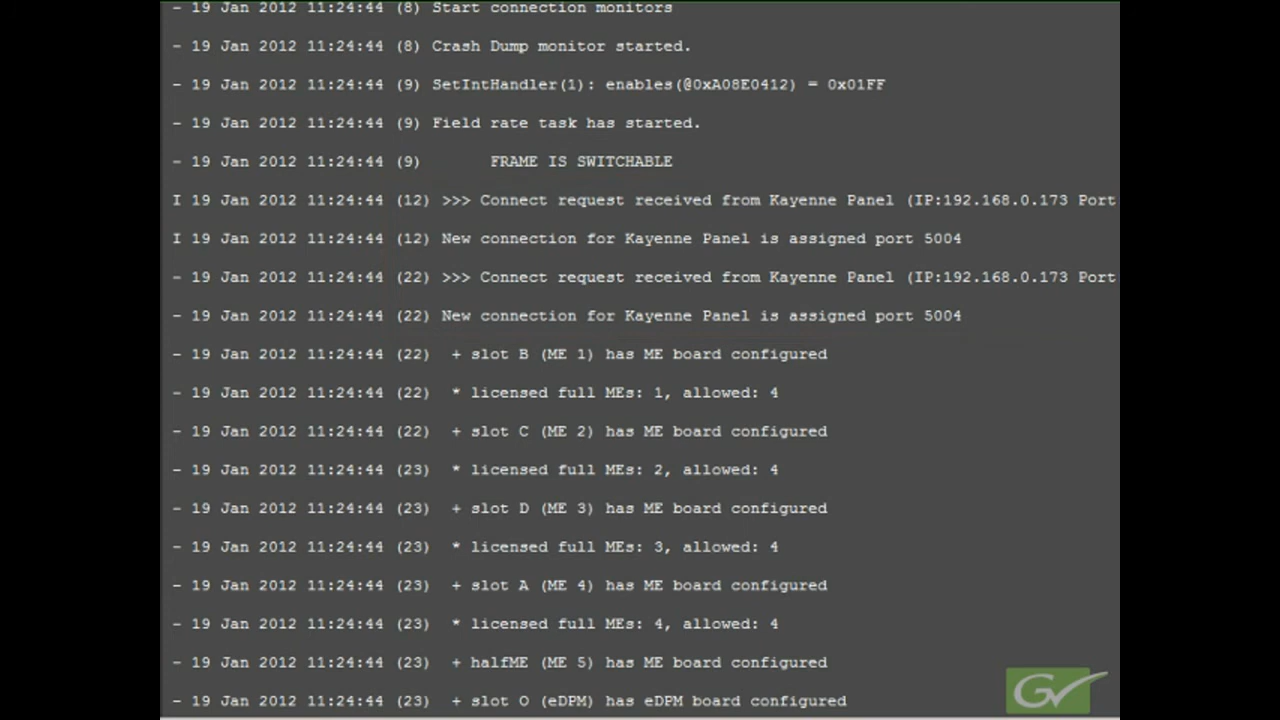 - 19 Jan 2012 11:24:44 (8) Start connection monitors
- 19 Jan 2012 11:24:44 (8) Crash Dump monitor started.
- 19 Jan 2012 11:24:44 (9) SetIntHandler(1): enables(@0xA08E0412) = 0x01FF
- 19 Jan 2012 11:24:44 (9) Field rate task has started.
- 19 Jan 2012 11:24:44 (9) FRAME IS SWITCHABLE
I 19 Jan 2012 11:24:44 (12) >>> Connect request received from Kayenne Panel (IP:192.168.0.173 Port
I 19 Jan 2012 11:24:44 (12) New connection for Kayenne Panel is assigned port 5004
- 19 Jan 2012 11:24:44 (22) >>> Connect request received from Kayenne Panel (IP:192.168.0.173 Port
- 19 Jan 2012 11:24:44 (22) New connection for Kayenne Panel is assigned port 5004
- 19 Jan 2012 11:24:44 (22) + slot B (ME 1) has ME board configured
- 19 Jan 2012 11:24:44 (22) * licensed full MEs: 1, allowed: 4
- 19 Jan 2012 11:24:44 (22) + slot C (ME 2) has ME board configured
- 19 Jan 2012 11:24:44 (23) * licensed full MEs: 2, allowed: 4
- 19 Jan 2012 11:24:44 (23) + slot D (ME 3) has ME board configured
- 19 Jan 2012 11:24:44 (23) * licensed full MEs: 3, allowed: 4
- 19 Jan 2012 11:24:44 (23) + slot A (ME 4) has ME board configured
- 19 Jan 2012 11:24:44 (23) * licensed full MEs: 4, allowed: 4
- 19 Jan 2012 11:24:44 (23) + halfME (ME 5) has ME board configured
- 19 Jan 2012 11:24:44 (23) + slot O (eDPM) has eDPM board configured
GV